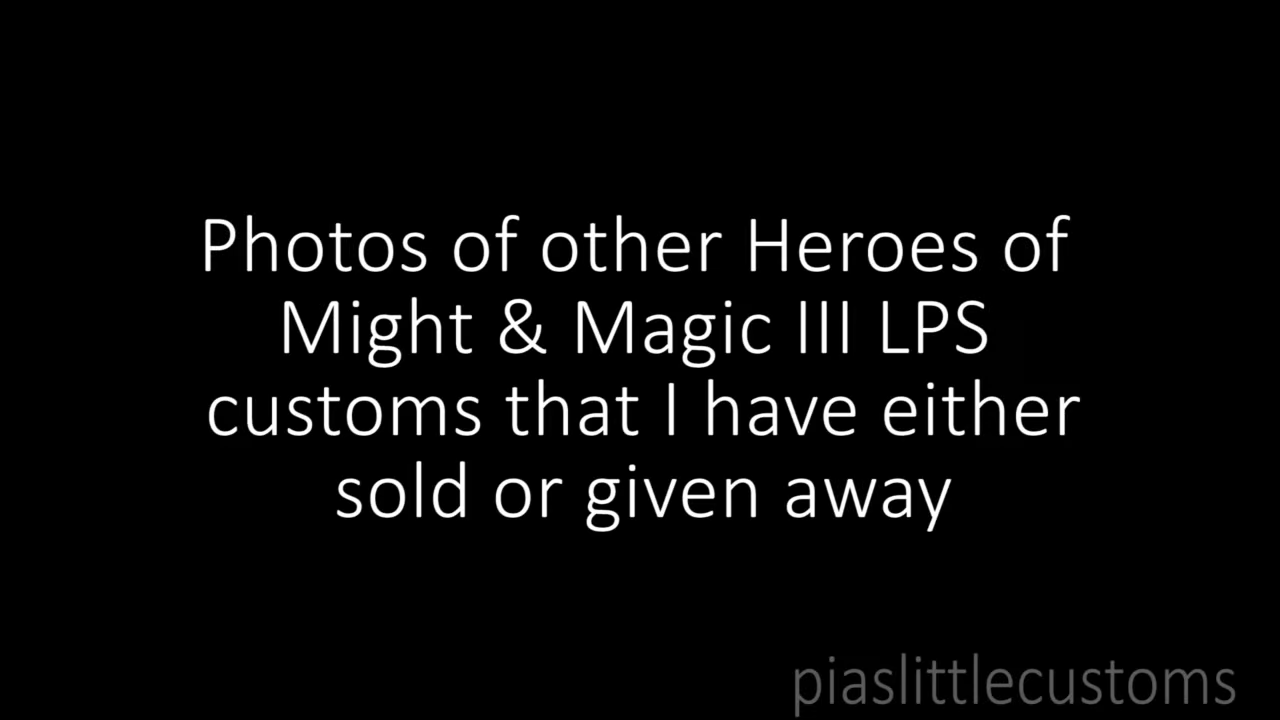 Photos of other Heroes of
Might & Magic III LPS
customs that I have either
sold or given away
piaslittlecustoms